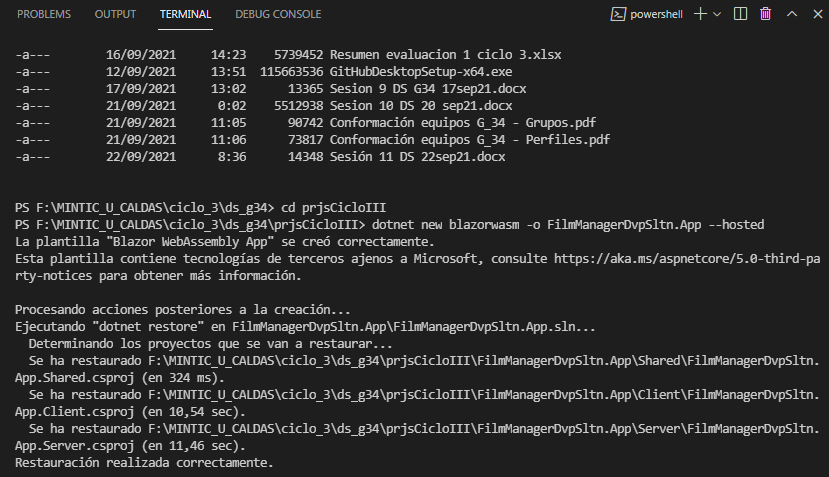 PROBLEMS OUTPUT TERMINAL DEBUG CONSOLE powershell
-a--- 16/09/2021 14:23 5739452 Resumen evaluacion 1 ciclo 3.xlsx
-a--- 12/09/2021 13:51 115663536 GitHubDesktopSetup-x64.exe
-a--- 17/09/2021 13:02 13365 Sesion 9 DS G34 17sep21.docx
-a--- 21/09/2021 0:02 5512938 Sesion 10 DS 20 sep21.docx
-a--- 21/09/2021 11:05 90742 Conformación equipos G_34 - Grupos.pdf
-a--- 21/09/2021 11:06 73817 Conformación equipos G_34 - Perfiles.pdf
-a--- 22/09/2021 8:36 14348 Sesión 11 DS 22sep21.docx
PS F:\MINTIC_U_CALDAS\ciclo_3\ds_g34> cd prjsCicloIII
PS F:\MINTIC_U_CALDAS\ciclo_3\ds_g34\prjsCicloIII> dotnet new blazorwasm -o FilmManagerDvpSltn.App --hosted
La plantilla "Blazor WebAssembly App" se creó correctamente.
Esta plantilla contiene tecnologías de terceros ajenos a Microsoft, consulte https://aka.ms/aspnetcore/5.0-third-pa
rty-notices para obtener más información.
Procesando acciones posteriores a la creación...
Ejecutando "dotnet restore" en FilmManagerDvpSltn.App\FilmManagerDvpSltn.App.sln...
Determinando los proyectos que se van a restaurar...
Se ha restaurado F:\MINTIC_U_CALDAS\ciclo_3\ds_g34\prjsCicloIII\FilmManagerDvpSltn.App\Shared\FilmManagerDvpSltn.
App.Shared.csproj (en 324 ms).
Se ha restaurado F:\MINTIC_U_CALDAS\ciclo_3\ds_g34\prjsCicloIII\FilmManagerDvpSltn.App\Client\FilmManagerDvpSltn.
App.Client.csproj (en 10,54 sec).
Se ha restaurado F:\MINTIC_U_CALDAS\ciclo_3\ds_g34\prjsCicloIII\FilmManagerDvpSltn.App\Server\FilmManagerDvpSltn.
App.Server.csproj (en 11,46 sec).
Restauración realizada correctamente.